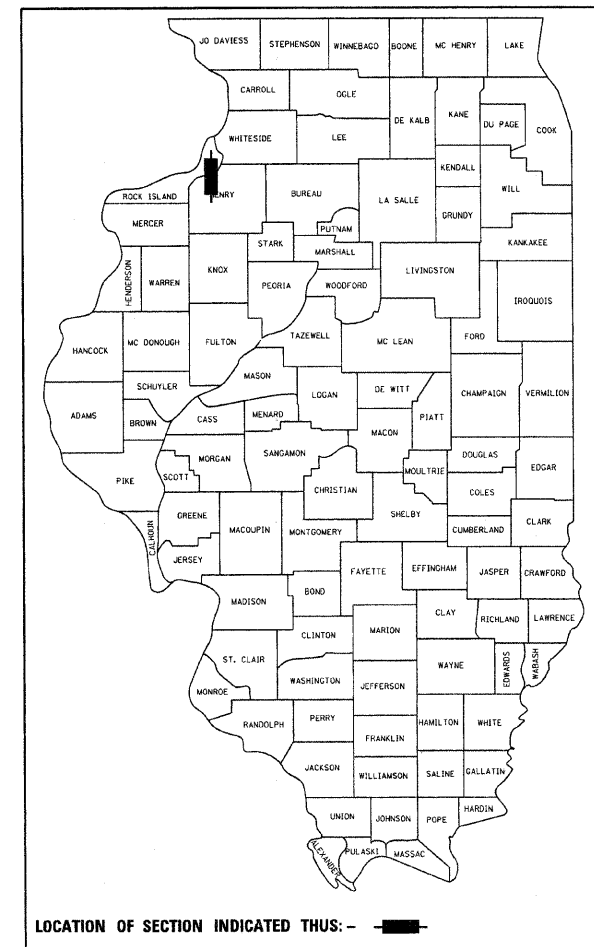 JO DAVIESS STEPHENSON WINNEBAGO BOONE MC HENRY LAKE
CARROLL OGLE
DE KALB KANE DU PAGE COOK
WHITESIDE LEE
KENDALL WILL
ROCK ISLAND HENRY BUREAU LA SALLE
GRUNDY
MERCER PUTNAM
STARK MARSHALL KANKAKEE
HENDERSON WARREN KNOX LIVINGSTON
PEORIA WOODFORD IROQUOIS
HANCOCK MC DONOUGH FULTON TAZEWELL MC LEAN FORD
MASON
SCHUYLER LOGAN DE WITT CHAMPAIGN VERMILION
ADAMS BROWN CASS MENARD PIATT
MACON
MORGAN SANGAMON DOUGLAS
PIKE SCOTT CHRISTIAN MOULTRIE EDGAR
COLES
GREENE SHELBY
MACOUPIN MONTGOMERY CUMBERLAND CLARK
CALHOUN JERSEY
FAYETTE EFFINGHAM JASPER CRAWFORD
MADISON BOND
CLAY RICHLAND LAWRENCE
CLINTON MARION
ST. CLAIR WAYNE EDWARDS WABASH
WASHINGTON JEFFERSON
MONROE
RANDOLPH PERRY HAMILTON WHITE
FRANKLIN
JACKSON WILLIAMSON SALINE GALLATIN
UNION JOHNSON POPE HARDIN
ALEXANDER PULASKI MASSAC
LOCATION OF SECTION INDICATED THUS: -